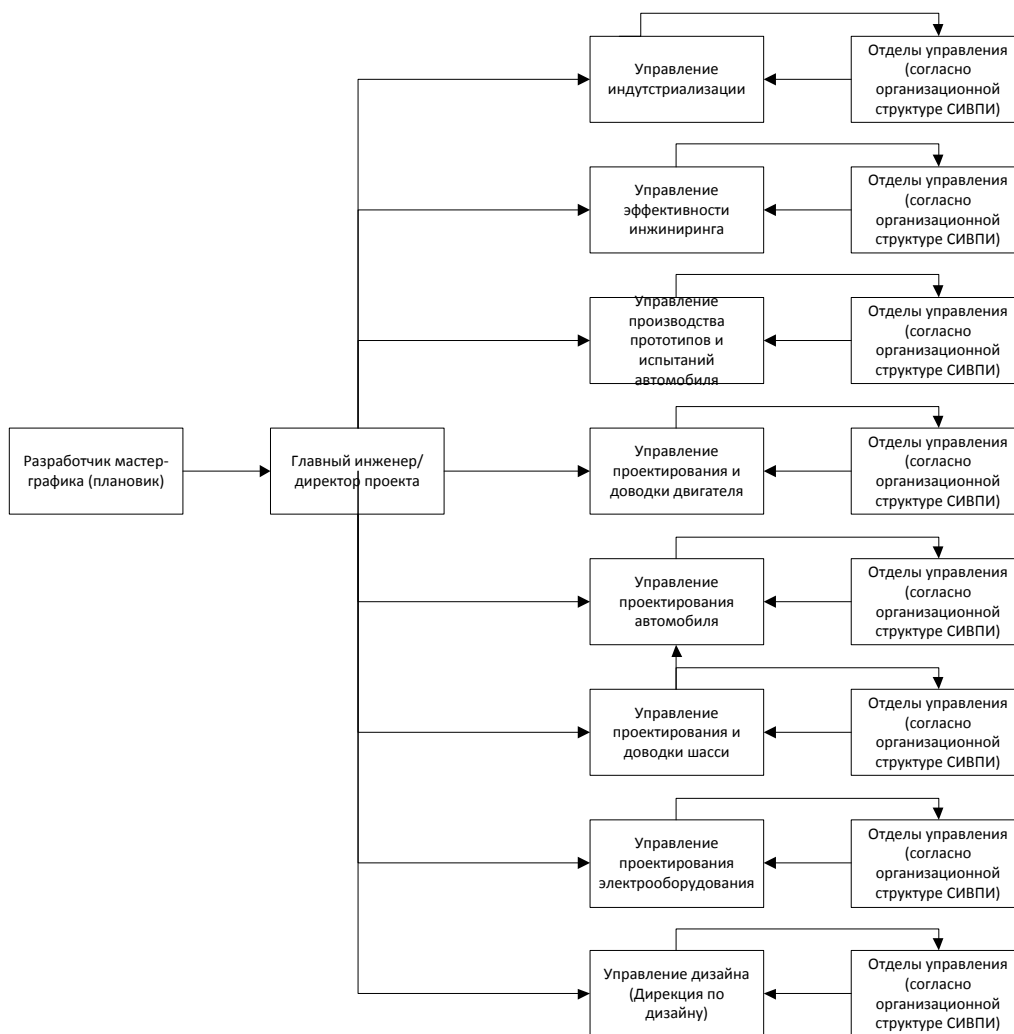 Управление
индутстриализации
Отделы управления
(согласно
организационной
структуре СИВПИ)
Управление
эффективности
инжиниринга
Отделы управления
(согласно
организационной
структуре СИВПИ)
Управление
производства
прототипов и
испытаний
автомобиля
Отделы управления
(согласно
организационной
структуре СИВПИ)
Разработчик мастер-
графика (плановик)
Главный инженер/
директор проекта
Управление
проектирования и
доводки двигателя
Отделы управления
(согласно
организационной
структуре СИВПИ)
Управление
проектирования
автомобиля
Отделы управления
(согласно
организационной
структуре СИВПИ)
Управление
проектирования и
доводки шасси
Отделы управления
(согласно
организационной
структуре СИВПИ)
Управление
проектирования
электрооборудования
Отделы управления
(согласно
организационной
структуре СИВПИ)
Управление дизайна
(Дирекция по
дизайну)
Отделы управления
(согласно
организационной
структуре СИВПИ)